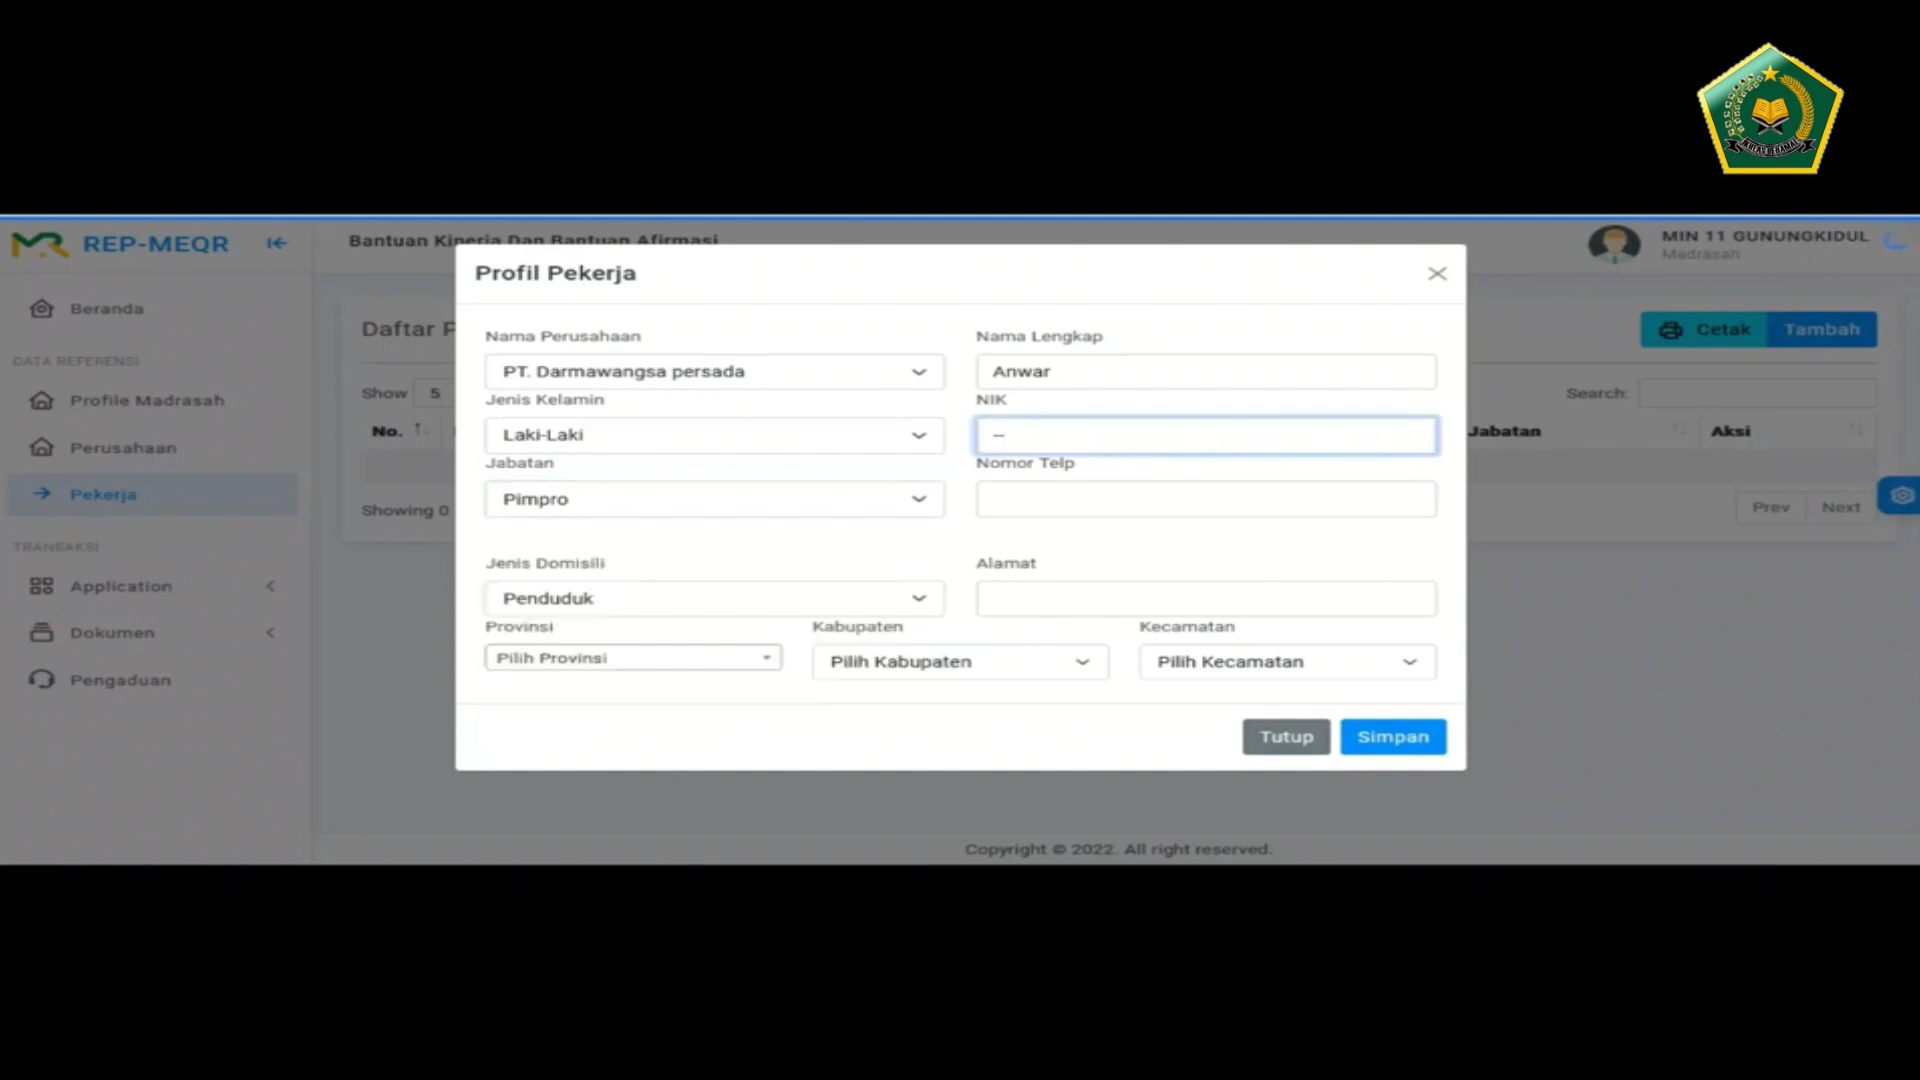 IKHLAS BERAMAL
REP-MEQR
Bantuan Kinerja Dan Bantuan Afirmasi
MIN 11 GUNUNGKIDUL
Madrasah
Beranda
DATA REFERENSI
Profile Madrasah
Perusahaan
Pekerja
TRANSAKSI
Application
Dokumen
Pengaduan
Daftar P
Cetak
Tambah
Show 5
Search:
No.
Jabatan
Aksi
Showing 0
Prev
Next
Profil Pekerja
Nama Perusahaan
Nama Lengkap
PT. Darmawangsa persada
Anwar
Jenis Kelamin
NIK
Laki-Laki
--
Jabatan
Nomor Telp
Pimpro
Jenis Domisili
Alamat
Penduduk
Provinsi
Kabupaten
Kecamatan
Pilih Provinsi
Pilih Kabupaten
Pilih Kecamatan
Tutup
Simpan
Copyright © 2022. All right reserved.